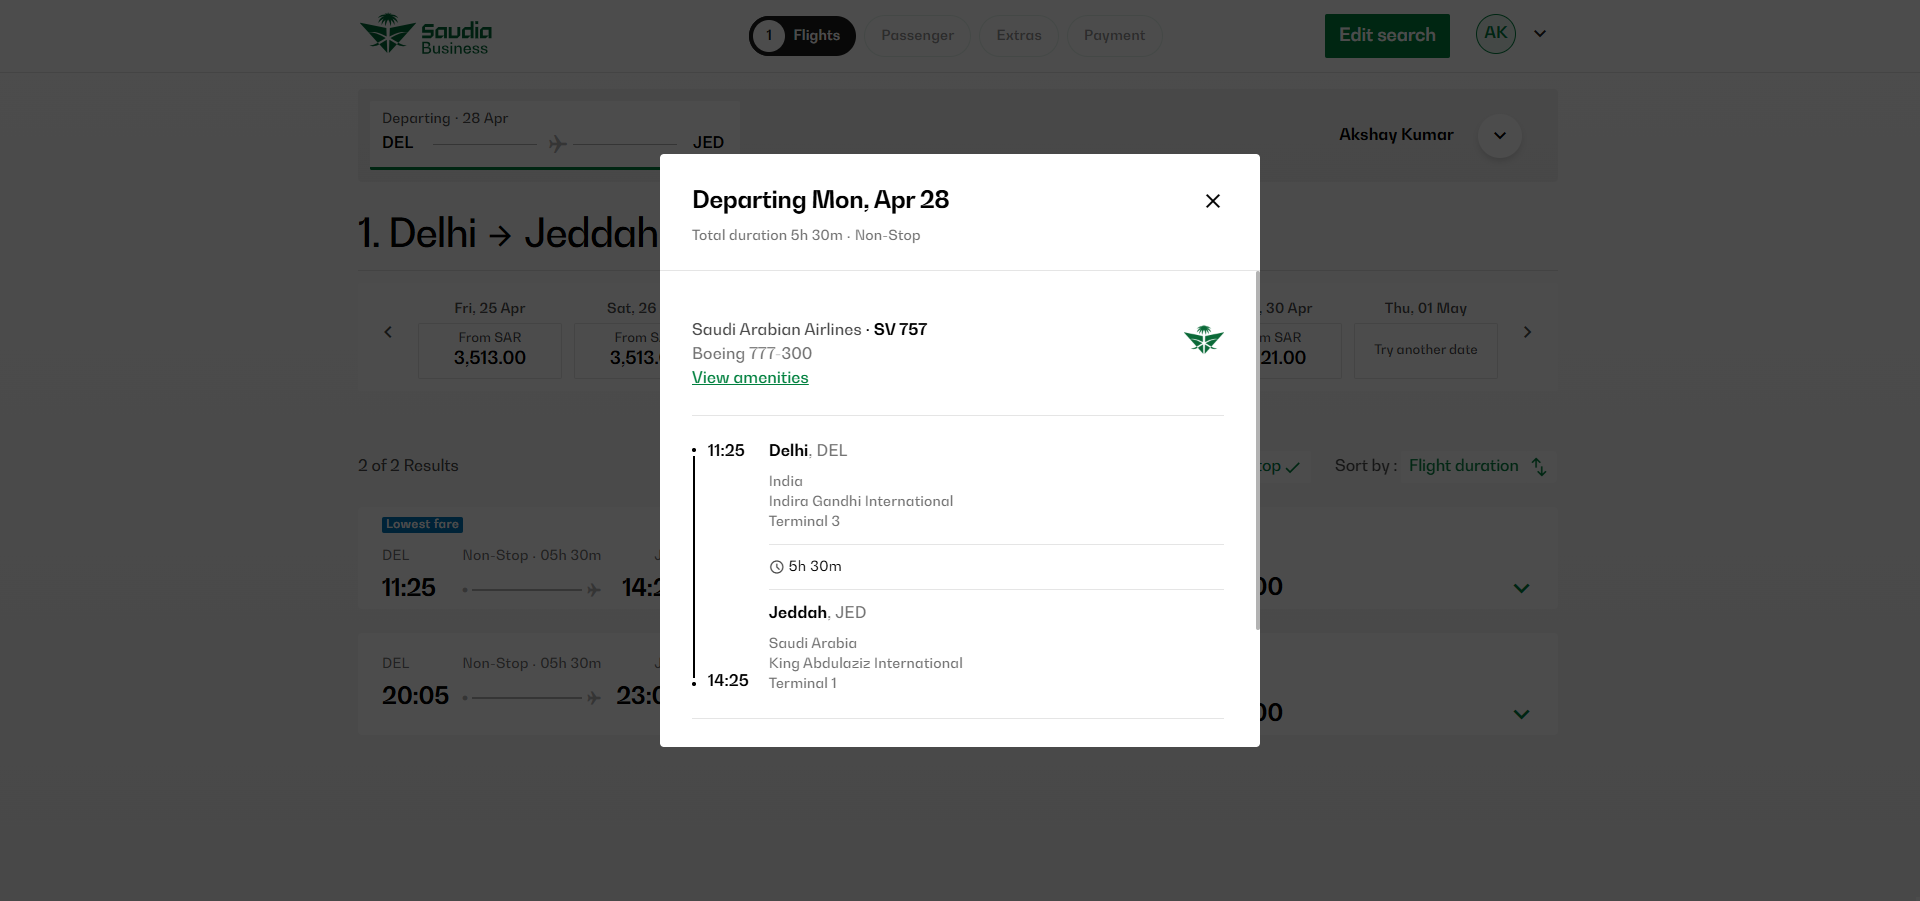 Saudia
Business
1 Flights
Passenger
Extras
Payment
Edit search
AK
Departing · 28 Apr
DEL
JED
Akshay Kumar
1. Delhi → Jeddah
Fri, 25 Apr
From SAR
3,513.00
Sat, 26
From S
3,513.
, 30 Apr
m SAR
21.00
Thu, 01 May
Try another date
2 of 2 Results
op
Sort by : Flight duration
Lowest fare
DEL
Non-Stop · 05h 30m
11:25
14:2
00
DEL
Non-Stop · 05h 30m
20:05
23:0
00
Departing Mon, Apr 28
Total duration 5h 30m · Non-Stop
Saudi Arabian Airlines · SV 757
Boeing 777-300
View amenities
11:25
Delhi, DEL
India
Indira Gandhi International
Terminal 3
5h 30m
Jeddah, JED
Saudi Arabia
King Abdulaziz International
14:25
Terminal 1